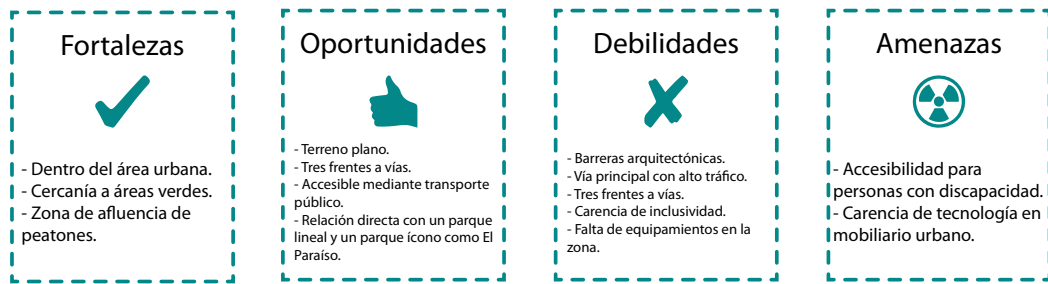 Fortalezas
- Dentro del área urbana.
- Cercanía a áreas verdes.
- Zona de afluencia de
peatones.
Oportunidades
- Terreno plano.
- Tres frentes a vías.
- Accesible mediante transporte
público.
- Relación directa con un parque
lineal y un parque ícono como El
Paraíso.
Debilidades
- Barreras arquitectónicas.
- Vía principal con alto tráfico.
- Tres frentes a vías.
- Carencia de inclusividad.
- Falta de equipamientos en la
zona.
Amenazas
- Accesibilidad para
personas con discapacidad.
- Carencia de tecnología en
mobiliario urbano.